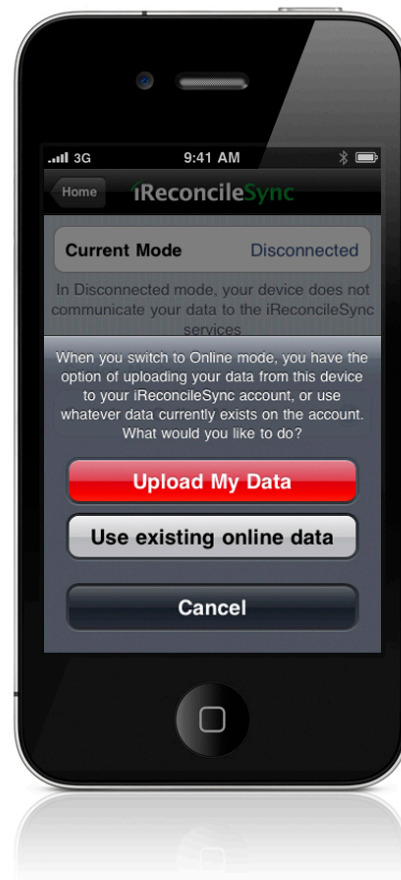 3G 9:41 AM
Home iReconcileSync
Current Mode Disconnected
In Disconnected mode, your device does not
communicate your data to the iReconcileSync
services
When you switch to Online mode, you have the
option of uploading your data from this device
to your iReconcileSync account, or use
whatever data currently exists on the account.
What would you like to do?
Upload My Data
Use existing online data
Cancel